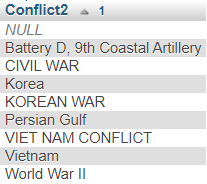 Conflict2 1
NULL
Battery D, 9th Coastal Artillery
CIVIL WAR
Korea
KOREAN WAR
Persian Gulf
VIET NAM CONFLICT
Vietnam
World War II